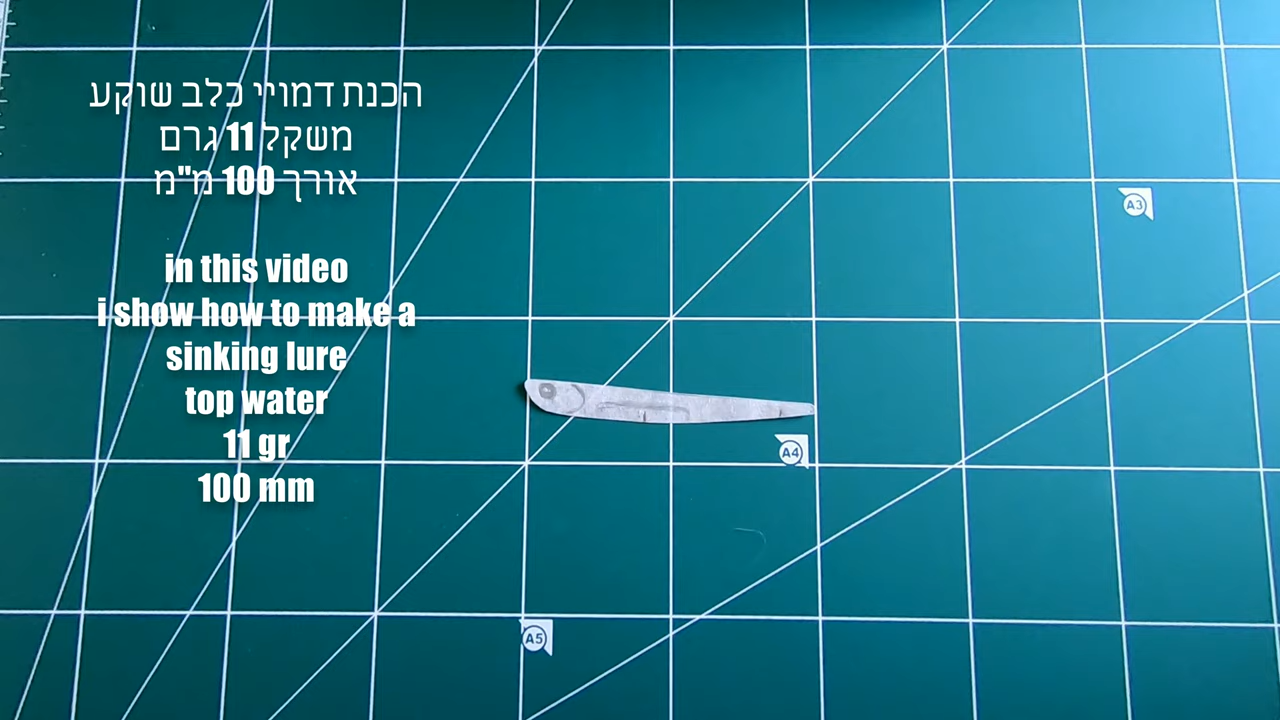 הכנת דמויי כלב שוקע
משקל 11 גרם
אורך 100 מ"מ
in this video
i show how to make a
sinking lure
top water
11 gr
100 mm
A3
A4
A5